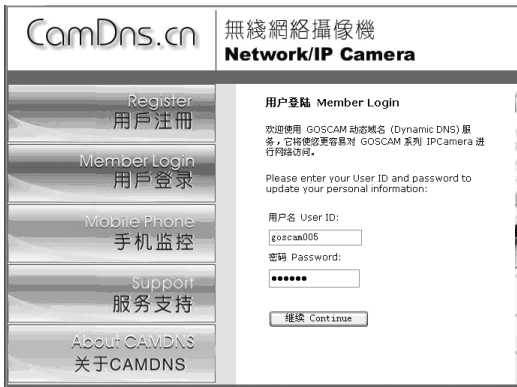 CamDns.cn
無綫網絡攝像機
Network/IP Camera
Register
用戶注冊
Member Login
用戶登录
Mobile Phone
手机监控
Support
服务支持
About CAMDNS
关于CAMDNS
用户登陆 Member Login
欢迎使用 GOSCAM 动态域名 (Dynamic DNS) 服
务，它将使您更容易对 GOSCAM 系列 IPCamera 进
行网络访问。
Please enter your User ID and password to
update your personal information:
用户名 User ID:
goscam005
密码 Password:
●●●●●●
继续 Continue